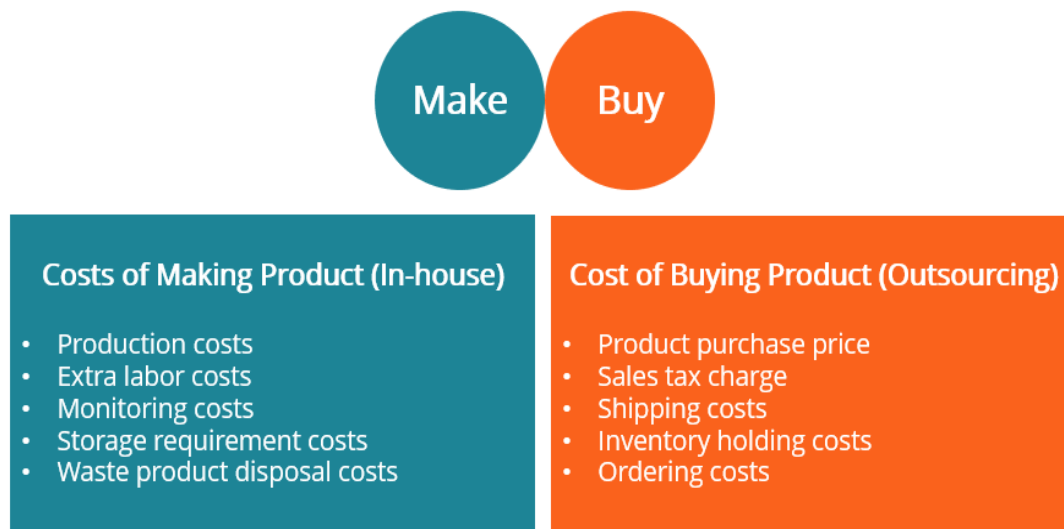 Make
Buy
Costs of Making Product (In-house)
• Production costs
• Extra labor costs
• Monitoring costs
• Storage requirement costs
• Waste product disposal costs
Cost of Buying Product (Outsourcing)
• Product purchase price
• Sales tax charge
• Shipping costs
• Inventory holding costs
• Ordering costs